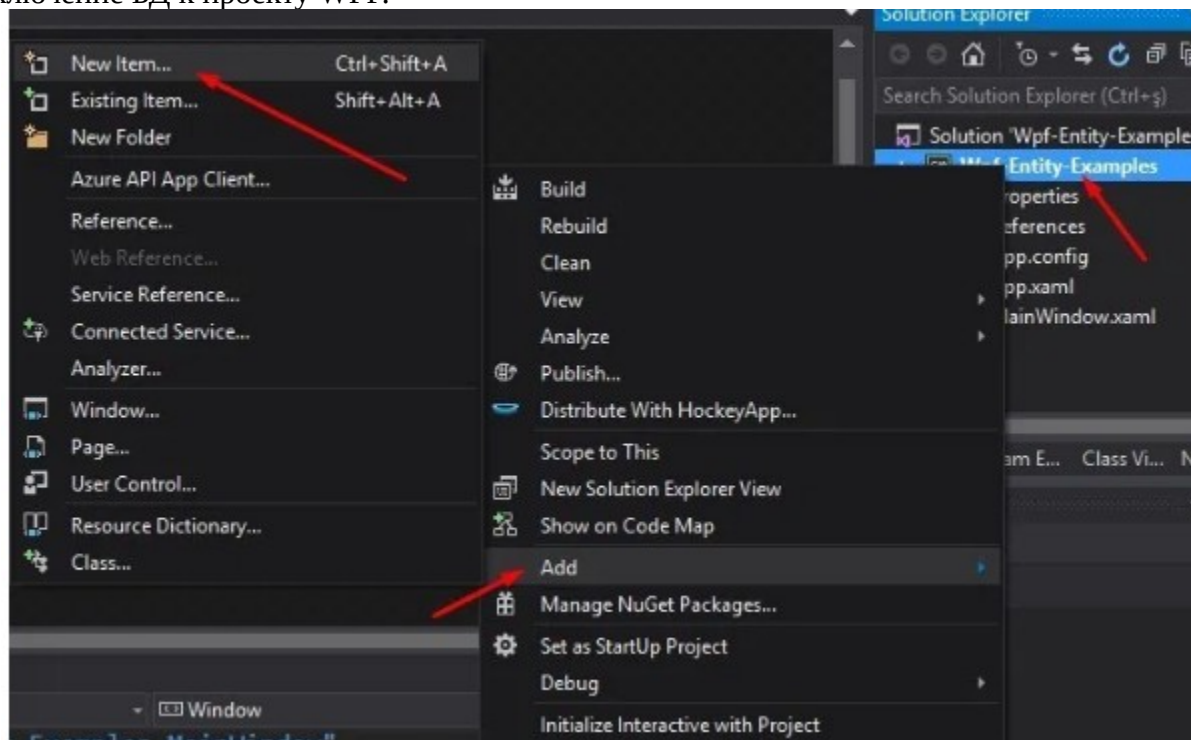 БД к проекту WPF.
Solution Explorer
Search Solution Explorer (Ctrl+ş)
Solution 'Wpf-Entity-Example
Entity-Examples
New Item... Ctrl+Shift+A
Existing Item... Shift+Alt+A
New Folder
Azure API App Client...
Reference...
Web Reference...
Service Reference...
Connected Service...
Analyzer...
Window...
Page...
User Control...
Resource Dictionary...
Class...
Build
Rebuild
Clean
View
Analyze
Publish...
Distribute With HockeyApp...
Scope to This
New Solution Explorer View
Show on Code Map
Add
Manage NuGet Packages...
Set as StartUp Project
Debug
Initialize Interactive with Project
roperties
eferences
pp.config
pp.xaml
lainWindow.xaml
am E... Class Vi... N
Window